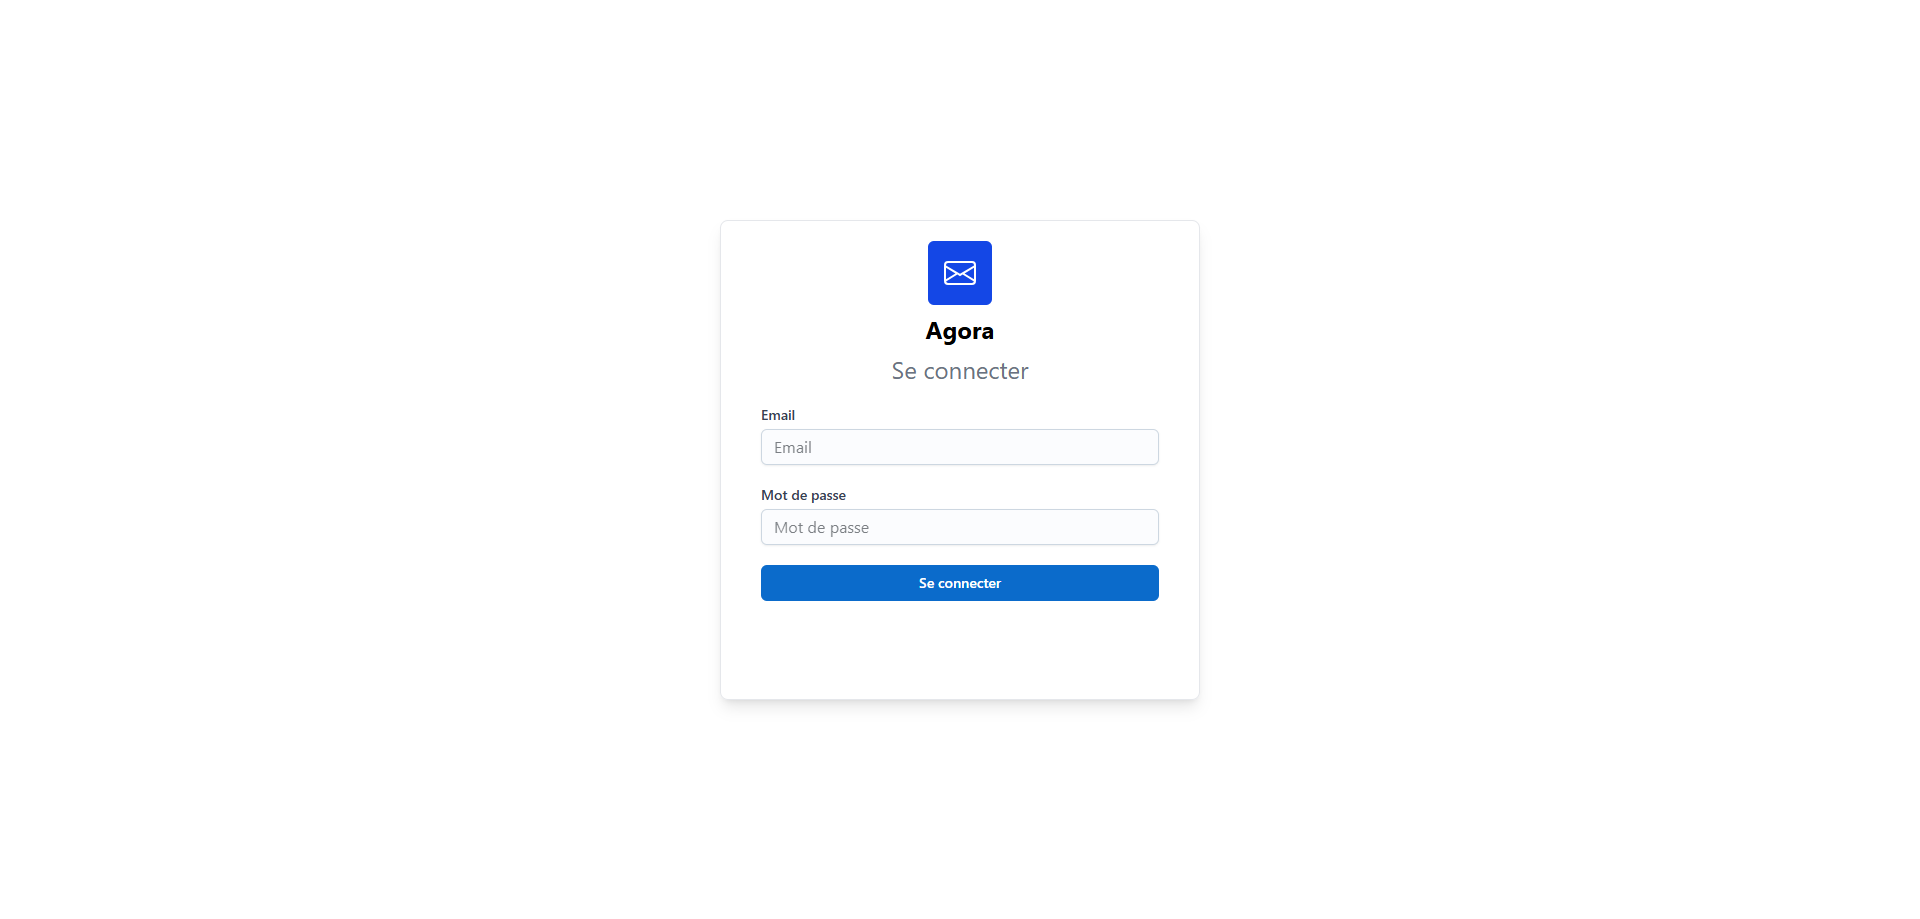 Agora
Se connecter
Email
Email
Mot de passe
Mot de passe
Se connecter